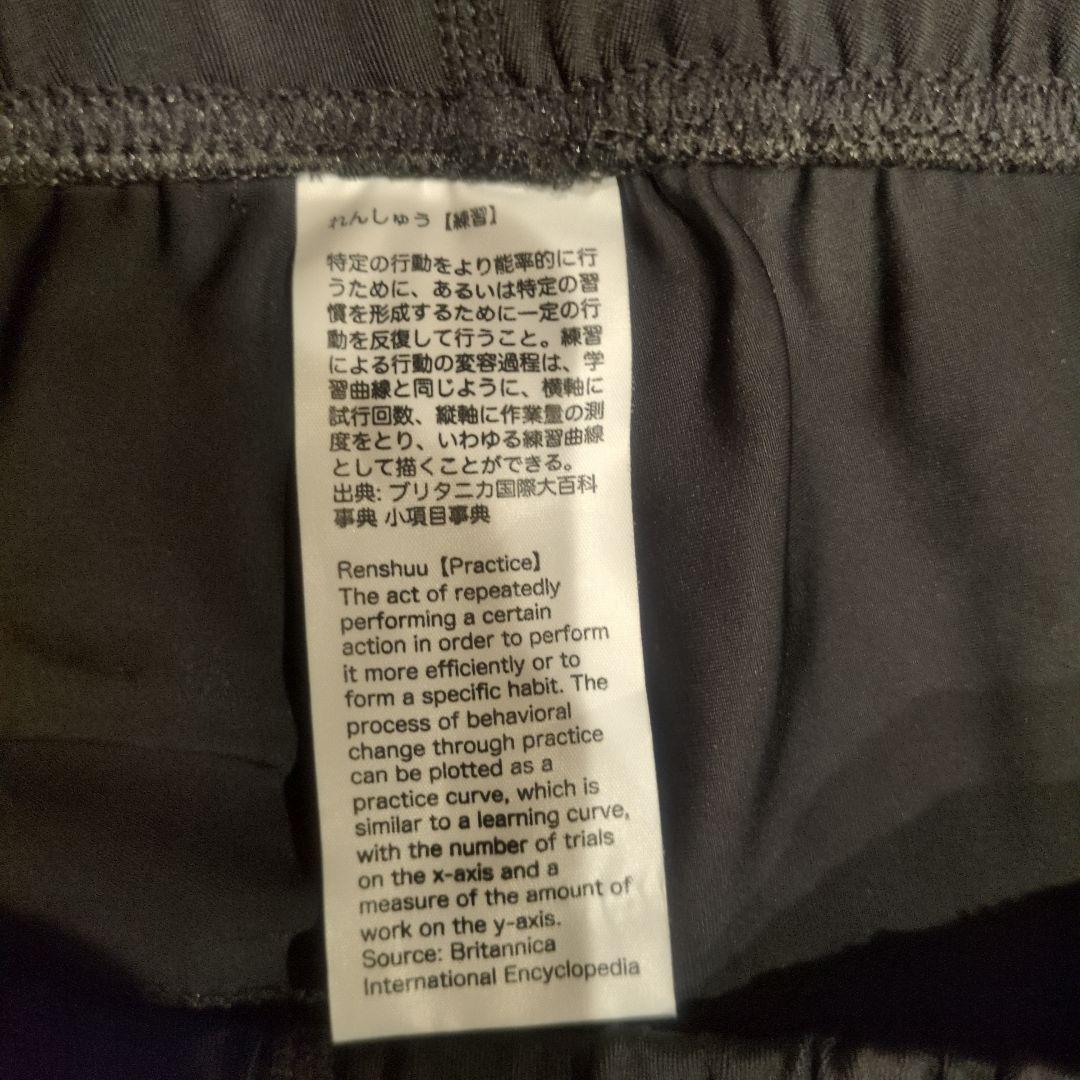 れんしゅう【練習】
特定の行動をより能率的に行
うために、あるいは特定の習
慣を形成するために一定の行
動を反復して行うこと。練習
による行動の変容過程は、学
習曲線と同じように、横軸に
試行回数、縦軸に作業量の測
度をとり、いわゆる練習曲線
として描くことができる。
出典: ブリタニカ国際大百科
事典 小項目事典
Renshuu【Practice】
The act of repeatedly
performing a certain
action in order to perform
it more efficiently or to
form a specific habit. The
process of behavioral
change through practice
can be plotted as a
practice curve, which is
similar to a learning curve,
with the number of trials
on the x-axis and a
measure of the amount of
work on the y-axis.
Source: Britannica
International Encyclopedia